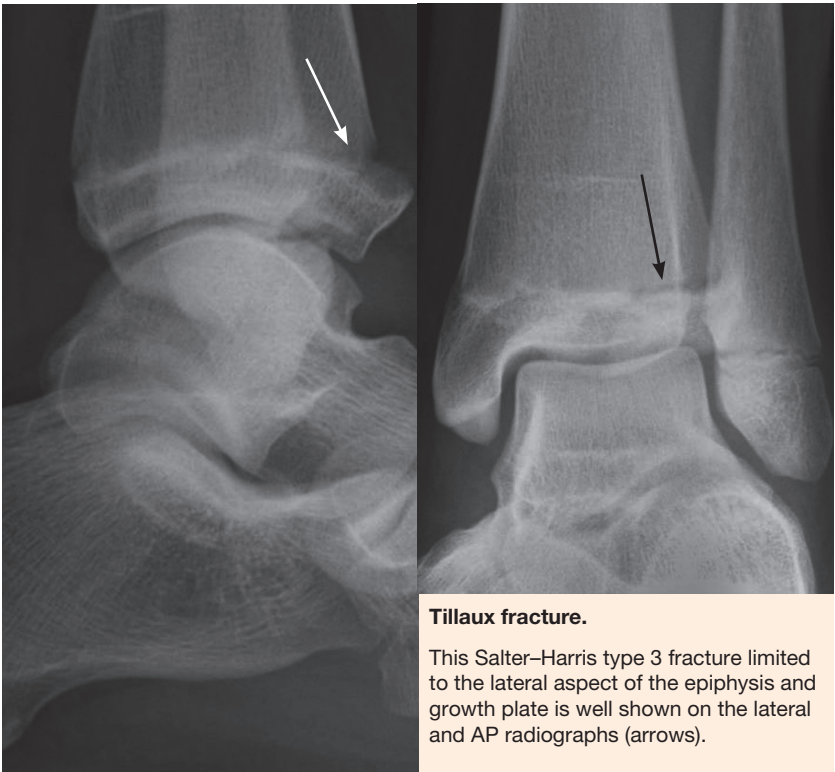 Tillaux fracture.
This Salter–Harris type 3 fracture limited
to the lateral aspect of the epiphysis and
growth plate is well shown on the lateral
and AP radiographs (arrows).